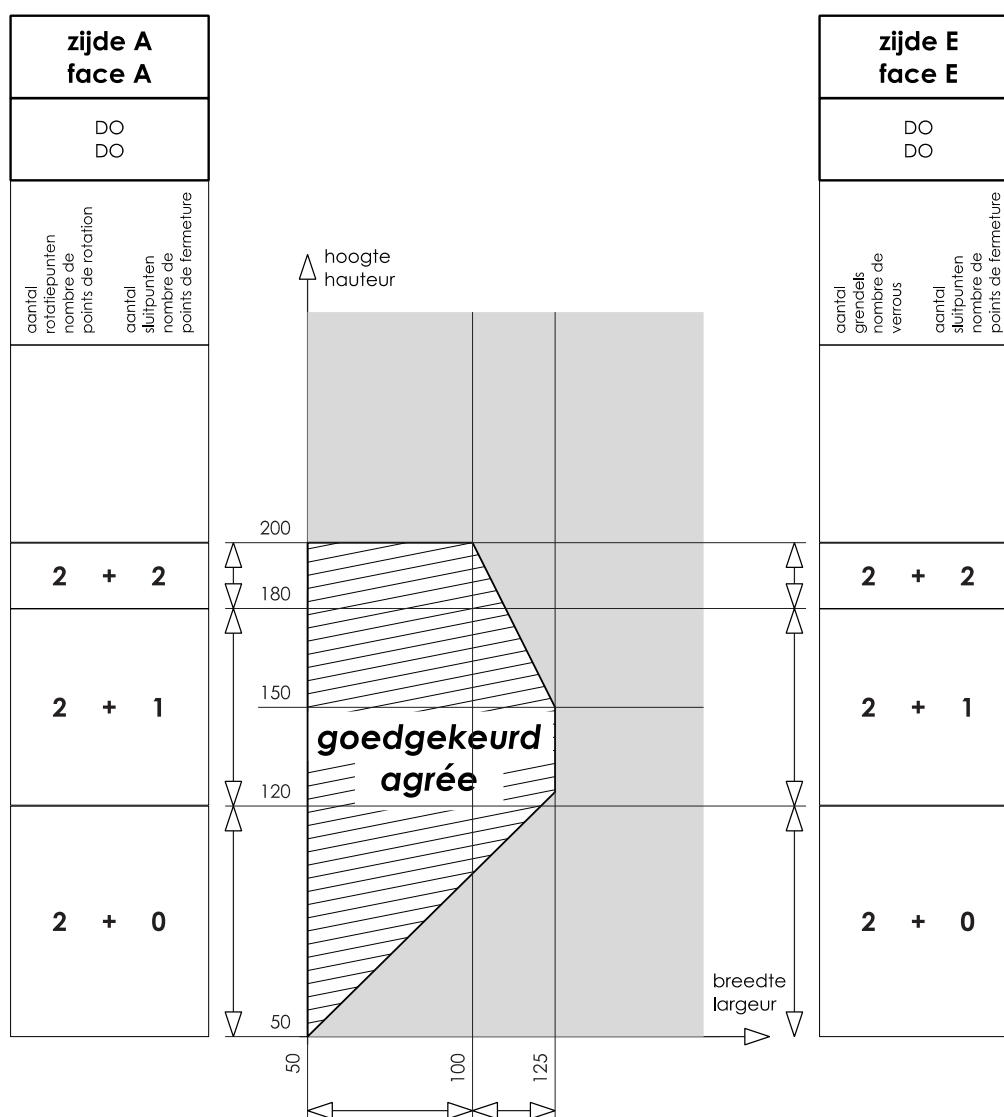 zijde A
face A
DO
DO
aantal
rotatiepunten
nombre de
points de rotation
aantal
sluitpunten
nombre de
points de fermeture
2 + 2
2 + 1
2 + 0
hoogte
hauteur
200
180
150
120
50
goedgekeurd
agrée
breedte
largeur
50
100
125
zijde E
face E
DO
DO
aantal
grendels
nombre de
verrous
aantal
sluitpunten
nombre de
points de fermeture
2 + 2
2 + 1
2 + 0